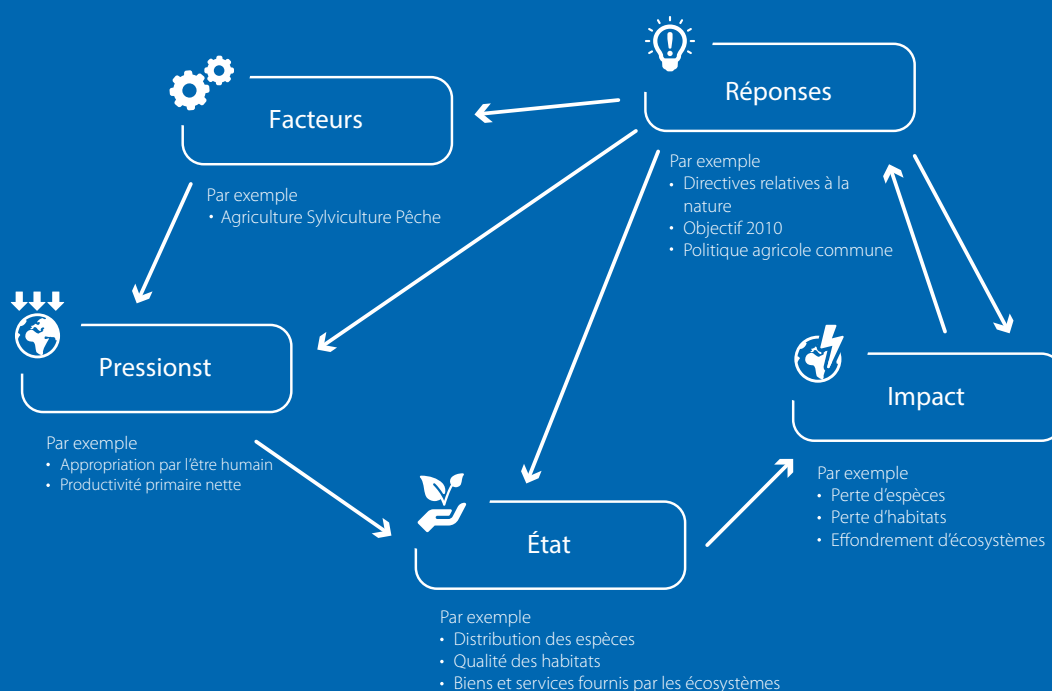 Réponses
Par exemple
• Directives relatives à la
nature
• Objectif 2010
• Politique agricole commune
Facteurs
Par exemple
• Agriculture Sylviculture Pêche
Pressionst
Par exemple
• Appropriation par l'être humain
• Productivité primaire nette
État
Par exemple
• Distribution des espèces
• Qualité des habitats
• Biens et services fournis par les écosystèmes
Impact
Par exemple
• Perte d'espèces
• Perte d'habitats
• Effondrement d'écosystèmes